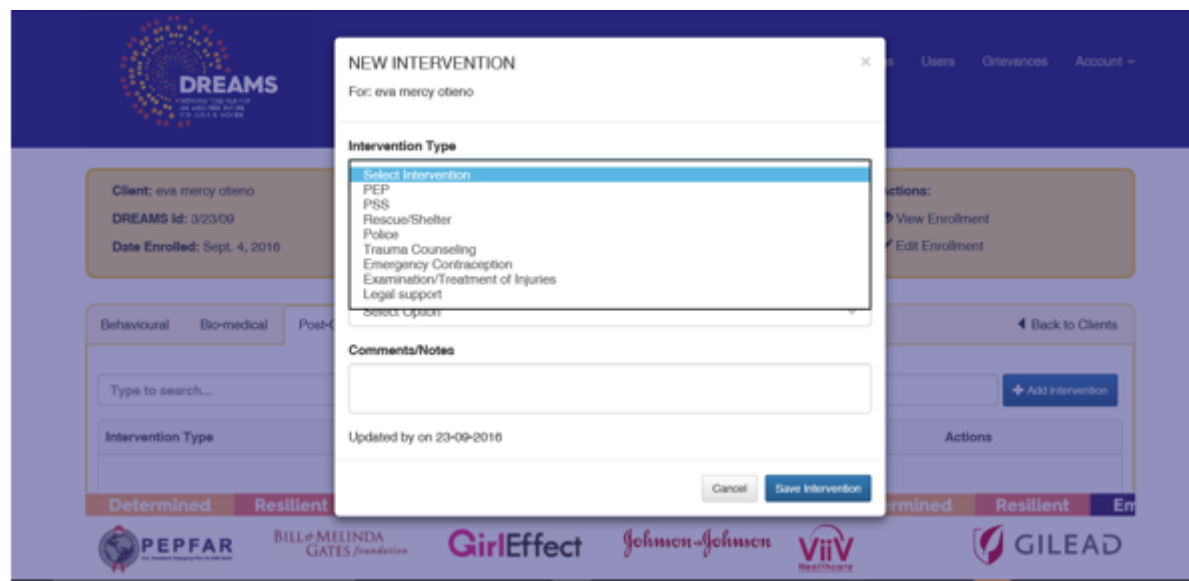 DREAMS
s Users Grievances Account
NEW INTERVENTION
×
For: eva mercy otieno
Intervention Type
Select Intervention
PEP
PSS
Rescue/Shelter
Police
Trauma Counseling
Emergency Contraception
Examination/Treatment of Injuries
Legal support
Select Option
Comments/Notes
Updated by on 23-09-2016
Cancel Save Intervention
Client: eva mercy otieno
DREAMS Id: 3/23/09
Date Enrolled: Sept. 4, 2016
ctions:
View Enrollment
Edit Enrollment
Behavioural Bio-medical Post-C
Back to Clients
Type to search...
+ Add Intervention
Intervention Type
Actions
Determined Resilient
rmined Resilient Em
PEPFAR
BILL & MELINDA
GATES foundation
GirlEffect
Johnson & Johnson
ViiV
Healthcare
GILEAD